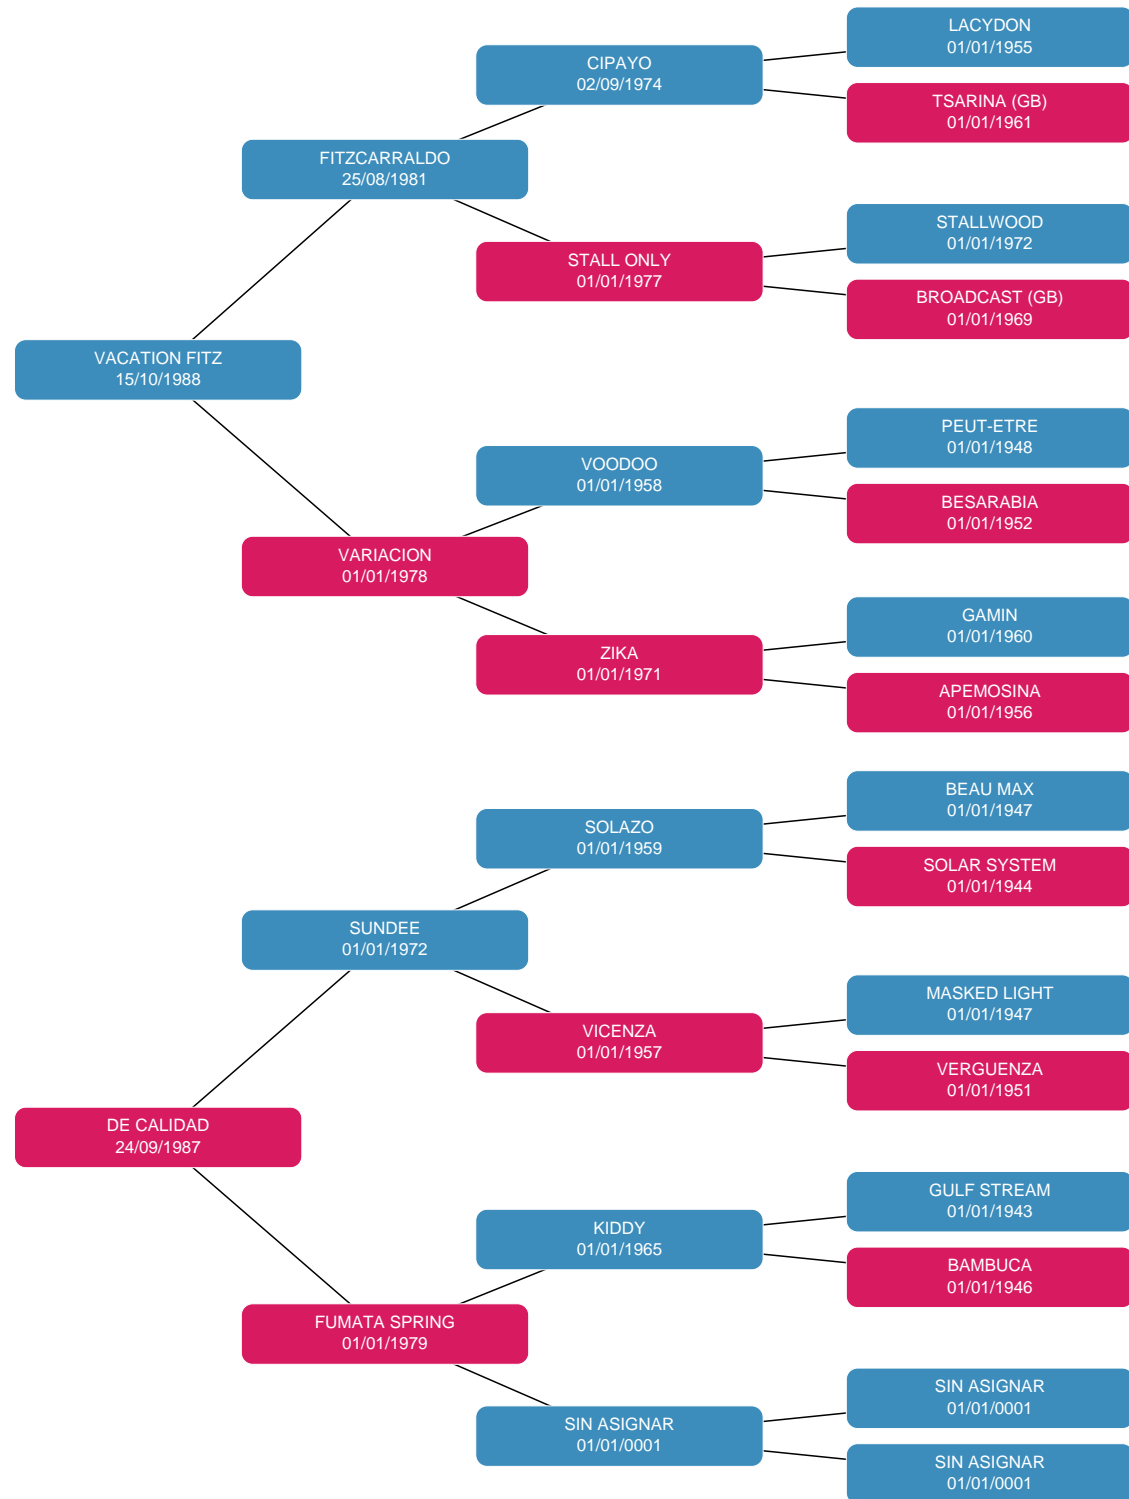 LACYDON
01/01/1955
CIPAYO
02/09/1974
TSARINA (GB)
01/01/1961
FITZCARRALDO
25/08/1981
STALLWOOD
01/01/1972
STALL ONLY
01/01/1977
BROADCAST (GB)
01/01/1969
VACATION FITZ
15/10/1988
PEUT-ETRE
01/01/1948
VOODOO
01/01/1958
BESARABIA
01/01/1952
VARIACION
01/01/1978
GAMIN
01/01/1960
ZIKA
01/01/1971
APEMOSINA
01/01/1956
BEAU MAX
01/01/1947
SOLAZO
01/01/1959
SOLAR SYSTEM
01/01/1944
SUNDEE
01/01/1972
MASKED LIGHT
01/01/1947
VICENZA
01/01/1957
VERGUENZA
01/01/1951
DE CALIDAD
24/09/1987
GULF STREAM
01/01/1943
KIDDY
01/01/1965
BAMBUCA
01/01/1946
FUMATA SPRING
01/01/1979
SIN ASIGNAR
01/01/0001
SIN ASIGNAR
01/01/0001
SIN ASIGNAR
01/01/0001